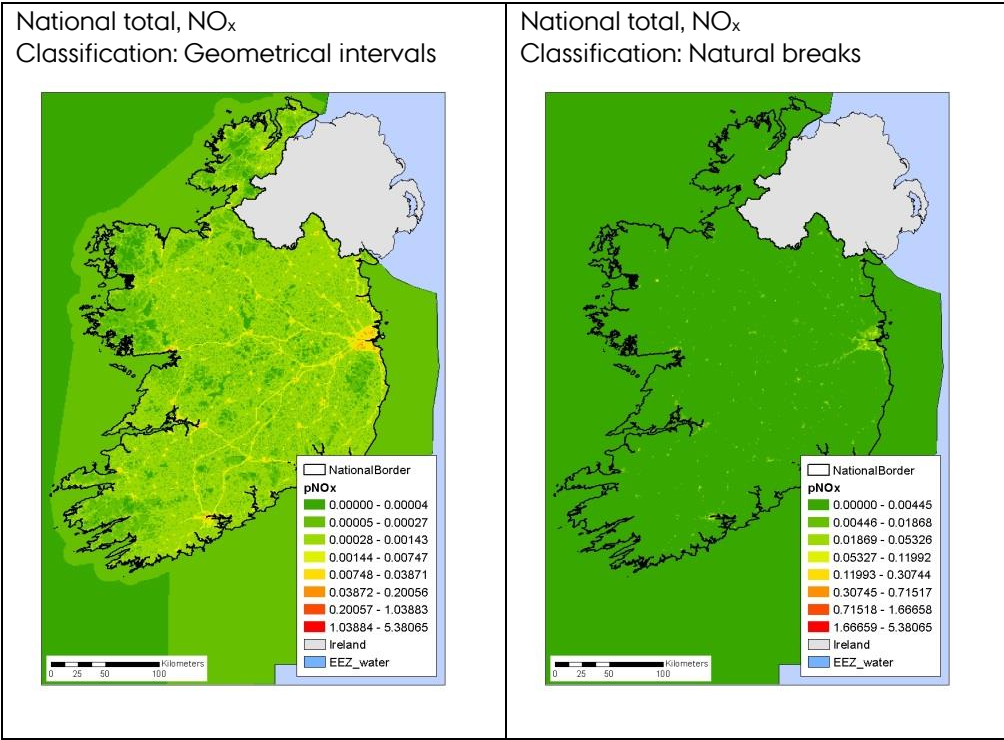 National total, NOx
Classification: Geometrical intervals
NationalBorder
pNOx
0.00000 - 0.00004
0.00005 - 0.00027
0.00028 - 0.00143
0.00144 - 0.00747
0.00748 - 0.03871
0.03872 - 0.20056
0.20057 - 1.03883
1.03884 - 5.38065
Ireland
EEZ_water
Kilometers
0 25 50 100
National total, NOx
Classification: Natural breaks
NationalBorder
pNOx
0.00000 - 0.00445
0.00446 - 0.01868
0.01869 - 0.05326
0.05327 - 0.11992
0.11993 - 0.30744
0.30745 - 0.71517
0.71518 - 1.66658
1.66659 - 5.38065
Ireland
EEZ_water
Kilometers
0 25 50 100